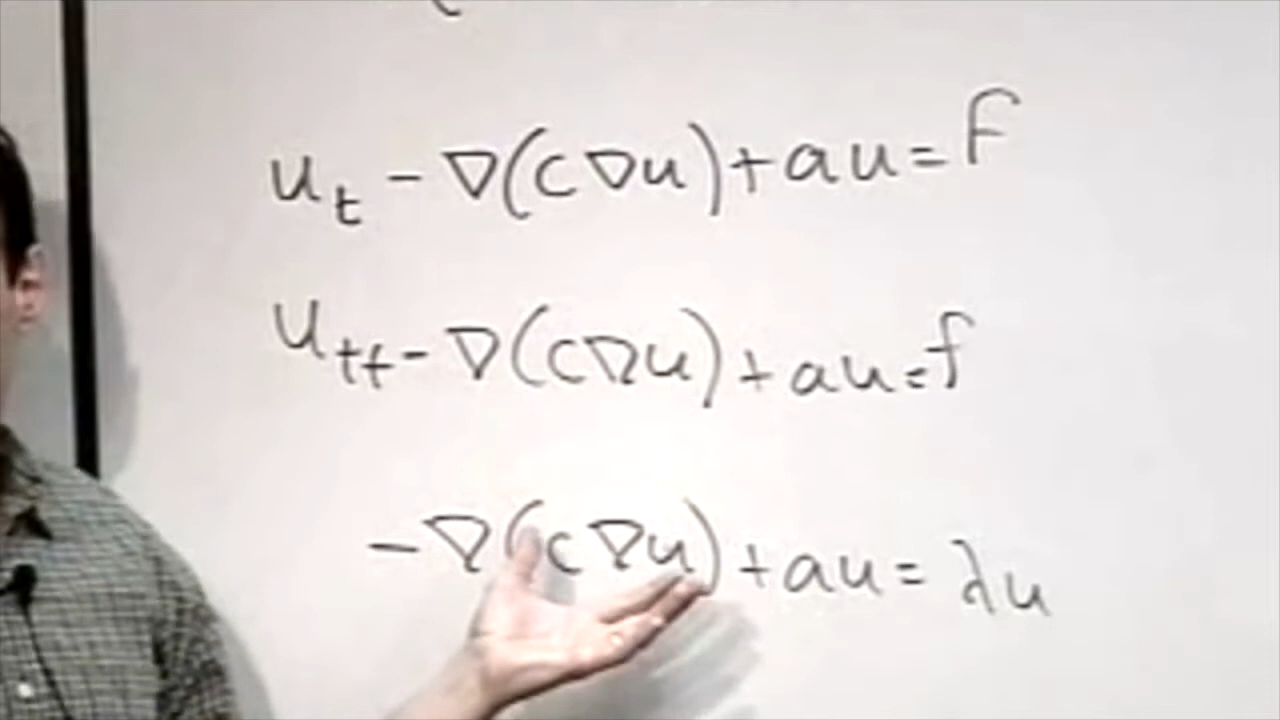 u_t - ∇(c∇u) + au = f
u_tt - ∇(c∇u) + au = f
-∇(c∇u) + au = λu